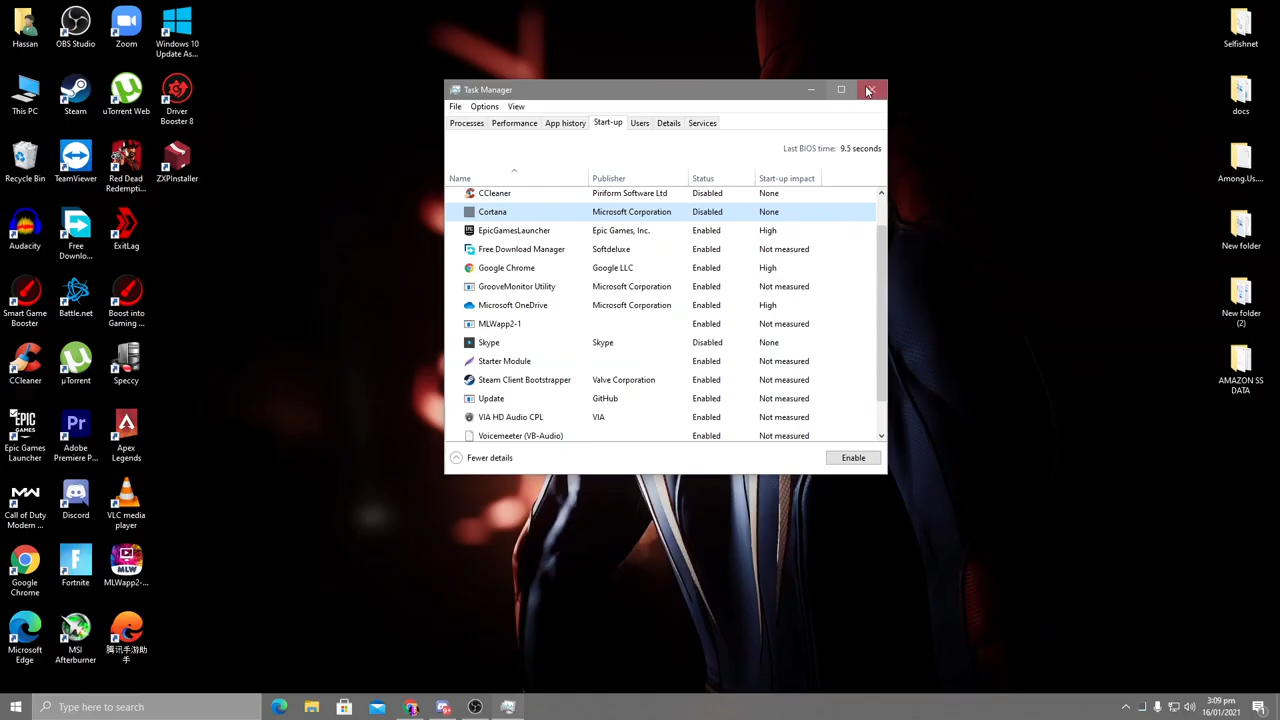 Hassan
OBS Studio
Zoom
Windows 10
Update As...
This PC
Steam
uTorrent Web
Driver
Booster 8
Recycle Bin
TeamViewer
Red Dead
Redempti...
ZXPInstaller
Audacity
Free
Downlo...
ExitLag
Smart Game
Booster
Battle.net
Boost into
Gaming ...
CCleaner
µTorrent
Speccy
EPIC
GAMES
Epic Games
Launcher
Pr
Adobe
Premiere P...
Apex
Legends
Call of Duty
Modern ...
Discord
VLC media
player
Google
Chrome
Fortnite
MLW
MLWapp2-...
Microsoft
Edge
MSI
Afterburner
腾讯手游助
手
Task Manager
File Options View
Processes Performance App history Start-up Users Details Services
Last BIOS time: 9.5 seconds
Name Publisher Status Start-up impact
CCleaner Piriform Software Ltd Disabled None
Cortana Microsoft Corporation Disabled None
EpicGamesLauncher Epic Games, Inc. Enabled High
Free Download Manager Softdeluxe Enabled Not measured
Google Chrome Google LLC Enabled High
GrooveMonitor Utility Microsoft Corporation Enabled Not measured
Microsoft OneDrive Microsoft Corporation Enabled High
MLWapp2-1 Enabled Not measured
Skype Skype Disabled None
Starter Module Enabled Not measured
Steam Client Bootstrapper Valve Corporation Enabled Not measured
Update GitHub Enabled Not measured
VIA HD Audio CPL VIA Enabled Not measured
Voicemeeter (VB-Audio) Enabled Not measured
Fewer details Enable
Selfishnet
docs
Among.Us....
New folder
New folder
(2)
AMAZON SS
DATA
Type here to search
3:09 pm
16/01/2021